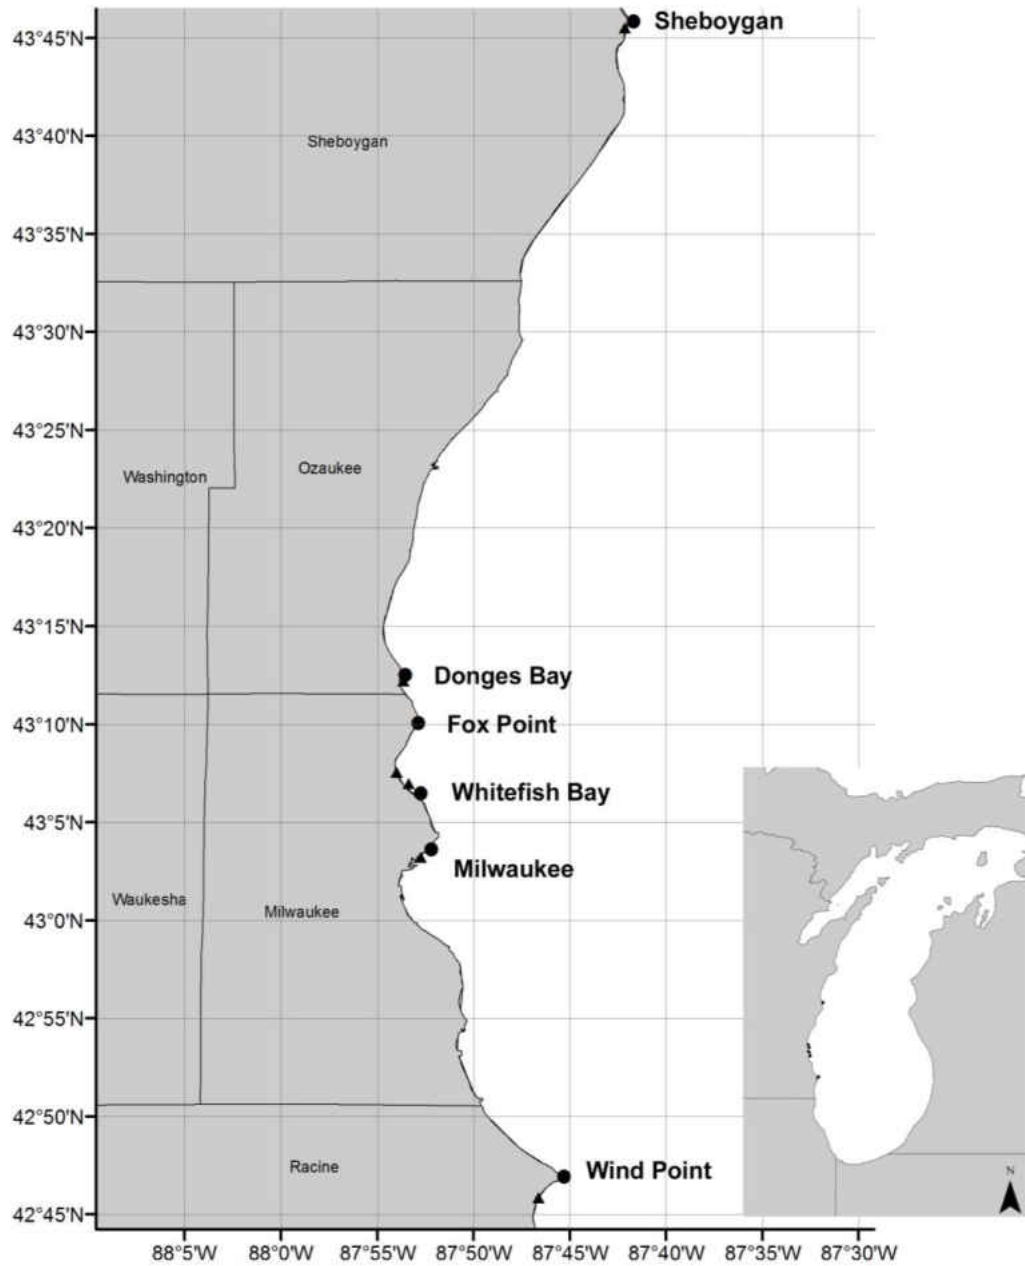 Sheboygan
43°45'N
43°40'N
Sheboygan
43°35'N
43°30'N
43°25'N
Washington
Ozaukee
43°20'N
43°15'N
Donges Bay
43°10'N
Fox Point
Whitefish Bay
43°5'N
Milwaukee
Waukesha
Milwaukee
43°0'N
42°55'N
42°50'N
Racine
Wind Point
N
42°45'N
88°5'W 88°0'W 87°55'W 87°50'W 87°45'W 87°40'W 87°35'W 87°30'W